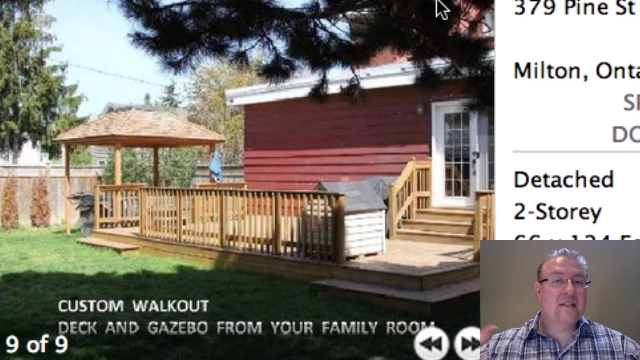 379 Pine St
Milton, Onta
Detached
2-Storey
CUSTOM WALKOUT
DECK AND GAZEBO FROM YOUR FAMILY ROOM
9 of 9